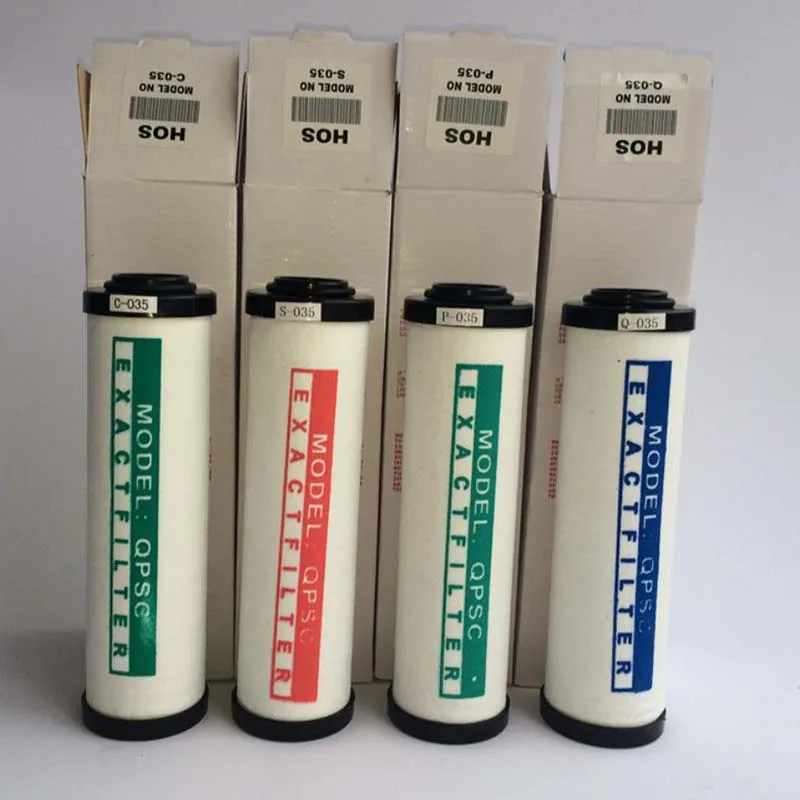 C-035
MODEL NO
HOS
S-035
MODEL NO
HOS
P-035
MODEL NO
HOS
Q-035
MODEL NO
HOS
C-035
MODEL: QPSC
EXACTFILTER
S-035
MODEL: QPSC
EXACTFILTER
P-035
MODEL: QPSC
EXACTFILTER
Q-035
MODEL: QPSC
EXACTFILTER